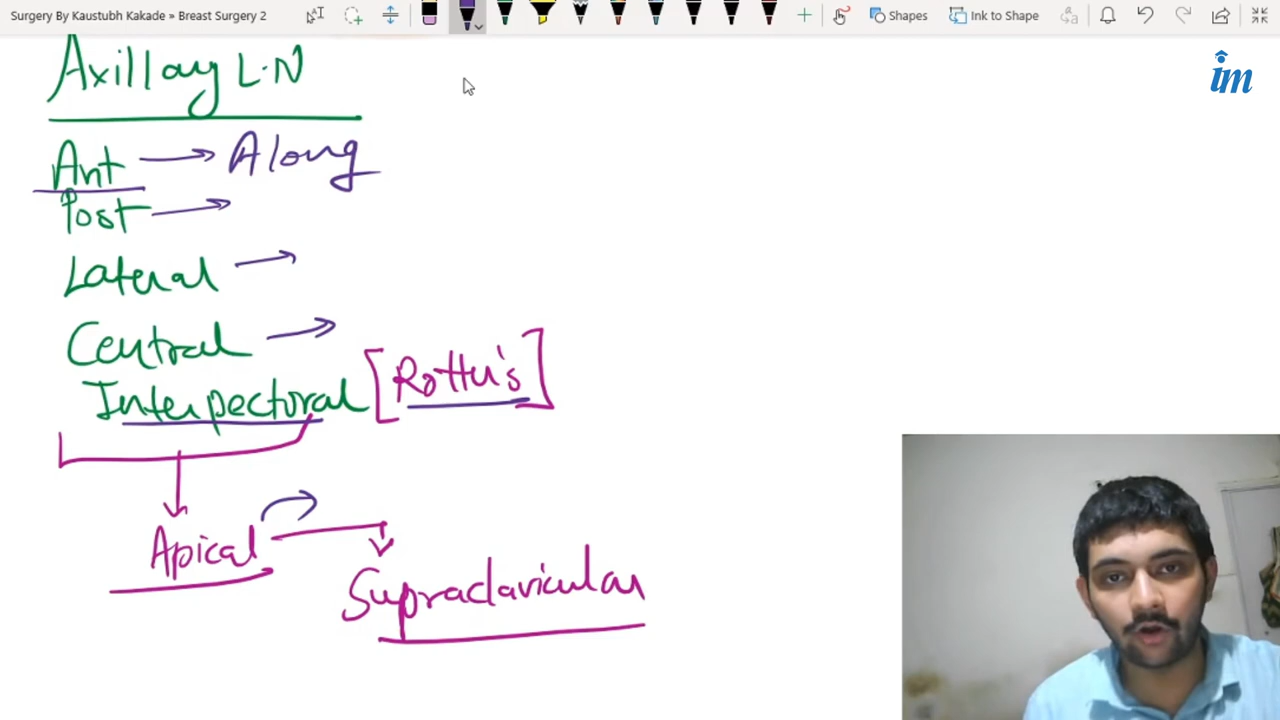 Surgery By Kaustubh Kakade » Breast Surgery 2
Shapes
Ink to Shape
im
Axillary L.N
Ant → Along
Post →
Lateral →
Central →
Interpectoral [Rotter's]
Apical
Supraclavicular